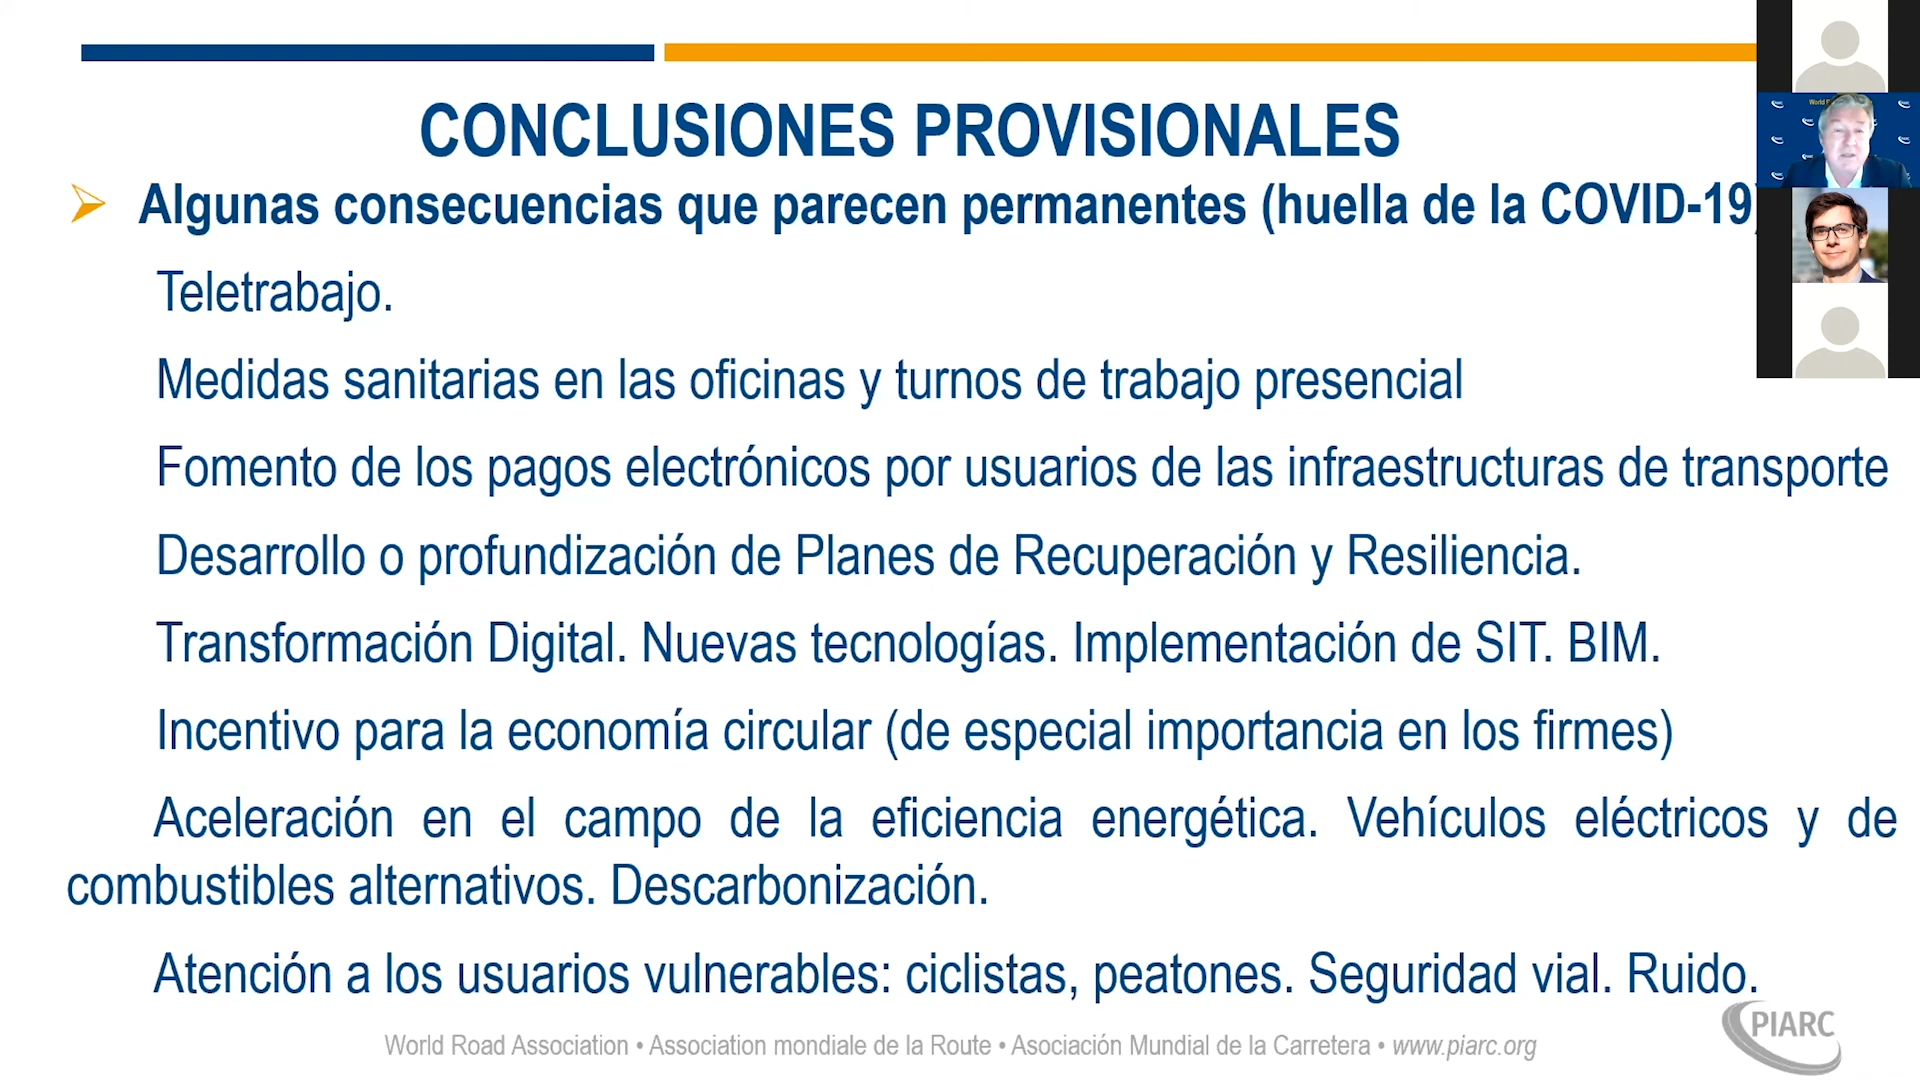 CONCLUSIONES PROVISIONALES
Algunas consecuencias que parecen permanentes (huella de la COVID-19)
Teletrabajo.
Medidas sanitarias en las oficinas y turnos de trabajo presencial
Fomento de los pagos electrónicos por usuarios de las infraestructuras de transporte
Desarrollo o profundización de Planes de Recuperación y Resiliencia.
Transformación Digital. Nuevas tecnologías. Implementación de SIT. BIM.
Incentivo para la economía circular (de especial importancia en los firmes)
Aceleración en el campo de la eficiencia energética. Vehículos eléctricos y de
combustibles alternativos. Descarbonización.
Atención a los usuarios vulnerables: ciclistas, peatones. Seguridad vial. Ruido.
World Road Association • Association mondiale de la Route • Asociación Mundial de la Carretera • www.piarc.org
PIARC